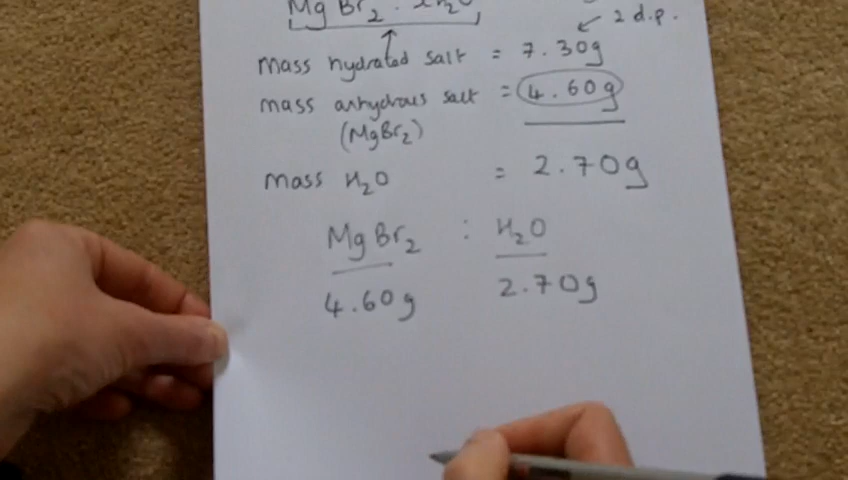 MgBr₂ . xH₂O
2 d.p.
mass hydrated salt = 7.30g
mass anhydrous salt = 4.60g
(MgBr₂)
mass H₂O = 2.70g
MgBr₂ : H₂O
4.60g 2.70g